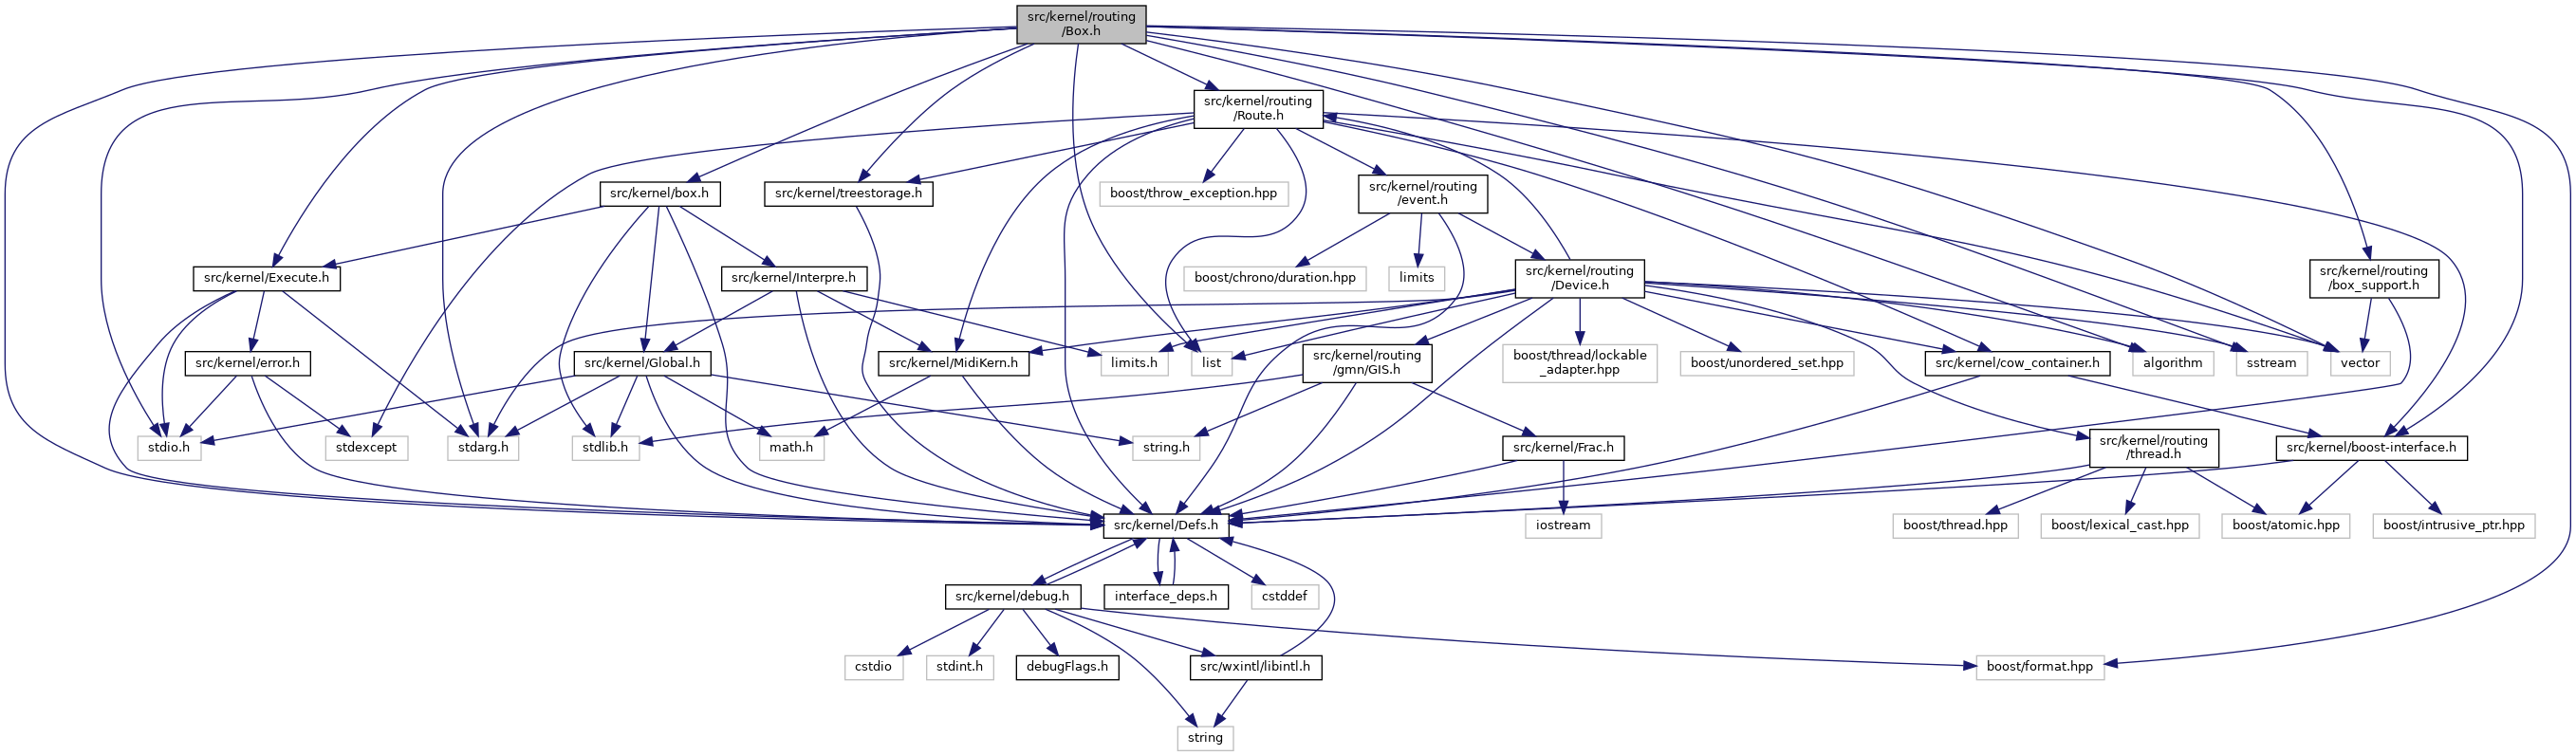 src/kernel/routing
/Box.h
src/kernel/routing
/Route.h
src/kernel/box.h
src/kernel/treestorage.h
boost/throw_exception.hpp
src/kernel/routing
/event.h
src/kernel/Execute.h
src/kernel/Interpre.h
boost/chrono/duration.hpp
limits
src/kernel/routing
/Device.h
src/kernel/routing
/box_support.h
src/kernel/error.h
src/kernel/Global.h
src/kernel/MidiKern.h
limits.h
list
src/kernel/routing
/gmn/GIS.h
boost/thread/lockable
_adapter.hpp
boost/unordered_set.hpp
src/kernel/cow_container.h
algorithm
sstream
vector
stdio.h
stdexcept
stdarg.h
stdlib.h
math.h
string.h
src/kernel/Frac.h
src/kernel/routing
/thread.h
src/kernel/boost-interface.h
src/kernel/Defs.h
iostream
boost/thread.hpp
boost/lexical_cast.hpp
boost/atomic.hpp
boost/intrusive_ptr.hpp
src/kernel/debug.h
interface_deps.h
cstddef
cstdio
stdint.h
debugFlags.h
src/wxintl/libintl.h
boost/format.hpp
string